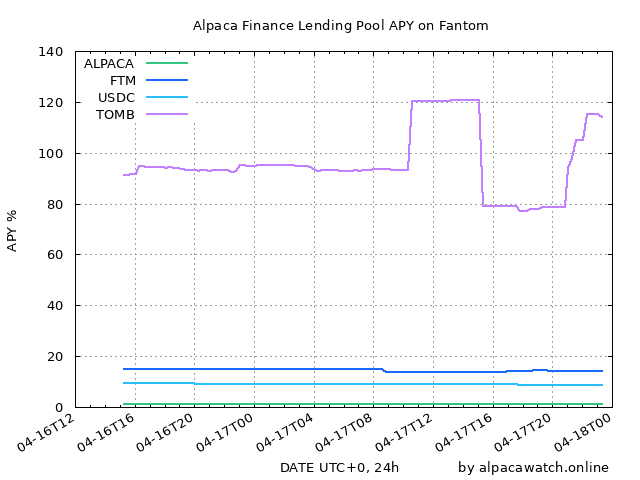 Alpaca Finance Lending Pool APY on Fantom
ALPACA
FTM
USDC
TOMB
APY %
140
120
100
80
60
40
20
0
04-16T12
04-16T16
04-16T20
04-17T00
04-17T04
04-17T08
04-17T12
04-17T16
04-17T20
04-18T00
DATE UTC+0, 24h
by alpacawatch.online